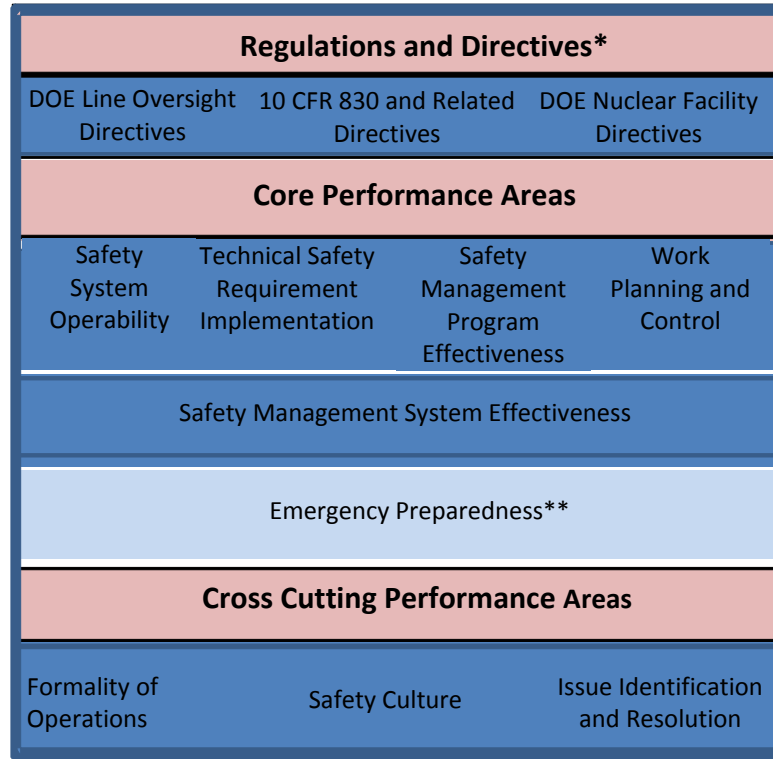 Regulations and Directives*
DOE Line Oversight
Directives
10 CFR 830 and Related
Directives
DOE Nuclear Facility
Directives
Core Performance Areas
Safety
System
Operability
Technical Safety
Requirement
Implementation
Safety
Management
Program
Effectiveness
Work
Planning and
Control
Safety Management System Effectiveness
Emergency Preparedness**
Cross Cutting Performance Areas
Formality of
Operations
Safety Culture
Issue Identification
and Resolution